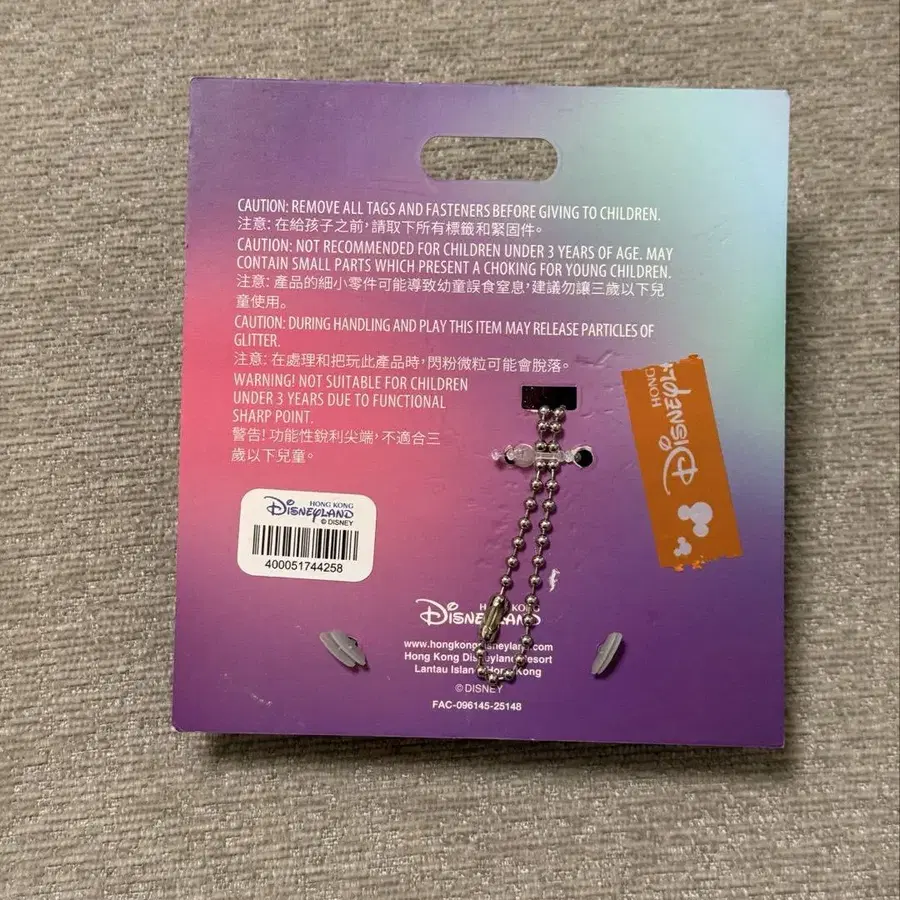 CAUTION: REMOVE ALL TAGS AND FASTENERS BEFORE GIVING TO CHILDREN.
注意: 在給孩子之前, 請取下所有標籤和緊固件。
CAUTION: NOT RECOMMENDED FOR CHILDREN UNDER 3 YEARS OF AGE. MAY
CONTAIN SMALL PARTS WHICH PRESENT A CHOKING FOR YOUNG CHILDREN.
注意: 產品的細小零件可能導致幼童誤食窒息, 建議勿讓三歲以下兒
童使用。
CAUTION: DURING HANDLING AND PLAY THIS ITEM MAY RELEASE PARTICLES OF
GLITTER.
注意: 在處理和把玩此產品時, 閃粉微粒可能會脫落。
WARNING! NOT SUITABLE FOR CHILDREN
UNDER 3 YEARS DUE TO FUNCTIONAL
SHARP POINT.
警告! 功能性銳利尖端, 不適合三
歲以下兒童。
HONG KONG
DISNEYLAND
© DISNEY
400051744258
HONG
DISNEYL
HONG KONG
DISNEYLAND
www.hongkongdisneyland.com
Hong Kong Disneyland Resort
Lantau Island, Hong Kong
© DISNEY
FAC-096145-25148